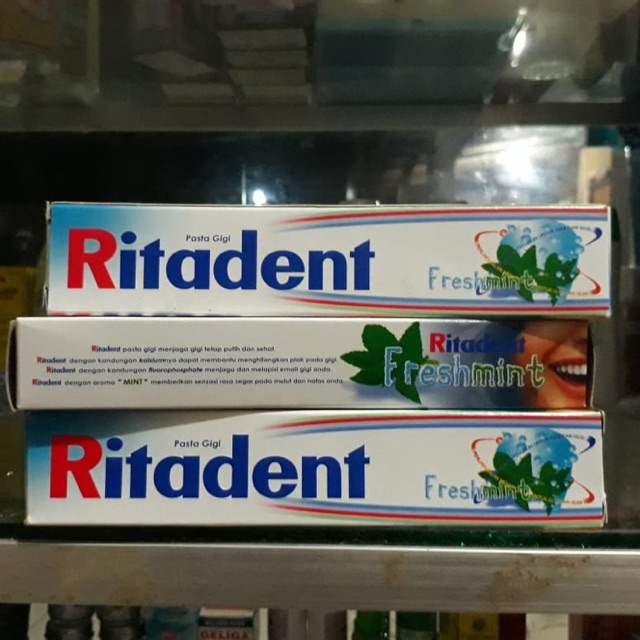 Pasta Gigi
Ritadent
Freshmint
Ritadent pasta gigi menjaga gigi tetap putih dan sehat.
Ritadent dengan kandungan kalsiumnya dapat membantu menghilangkan plak pada gigi.
Ritadent dengan kandungan fluorophosphate menjaga dan melapisi email gigi anda.
Ritadent dengan aroma "MINT" memberikan sensasi rasa segar pada mulut dan nafas anda.
Ritadent
Freshmint
Pasta Gigi
Ritadent
Freshmint
GELIGA